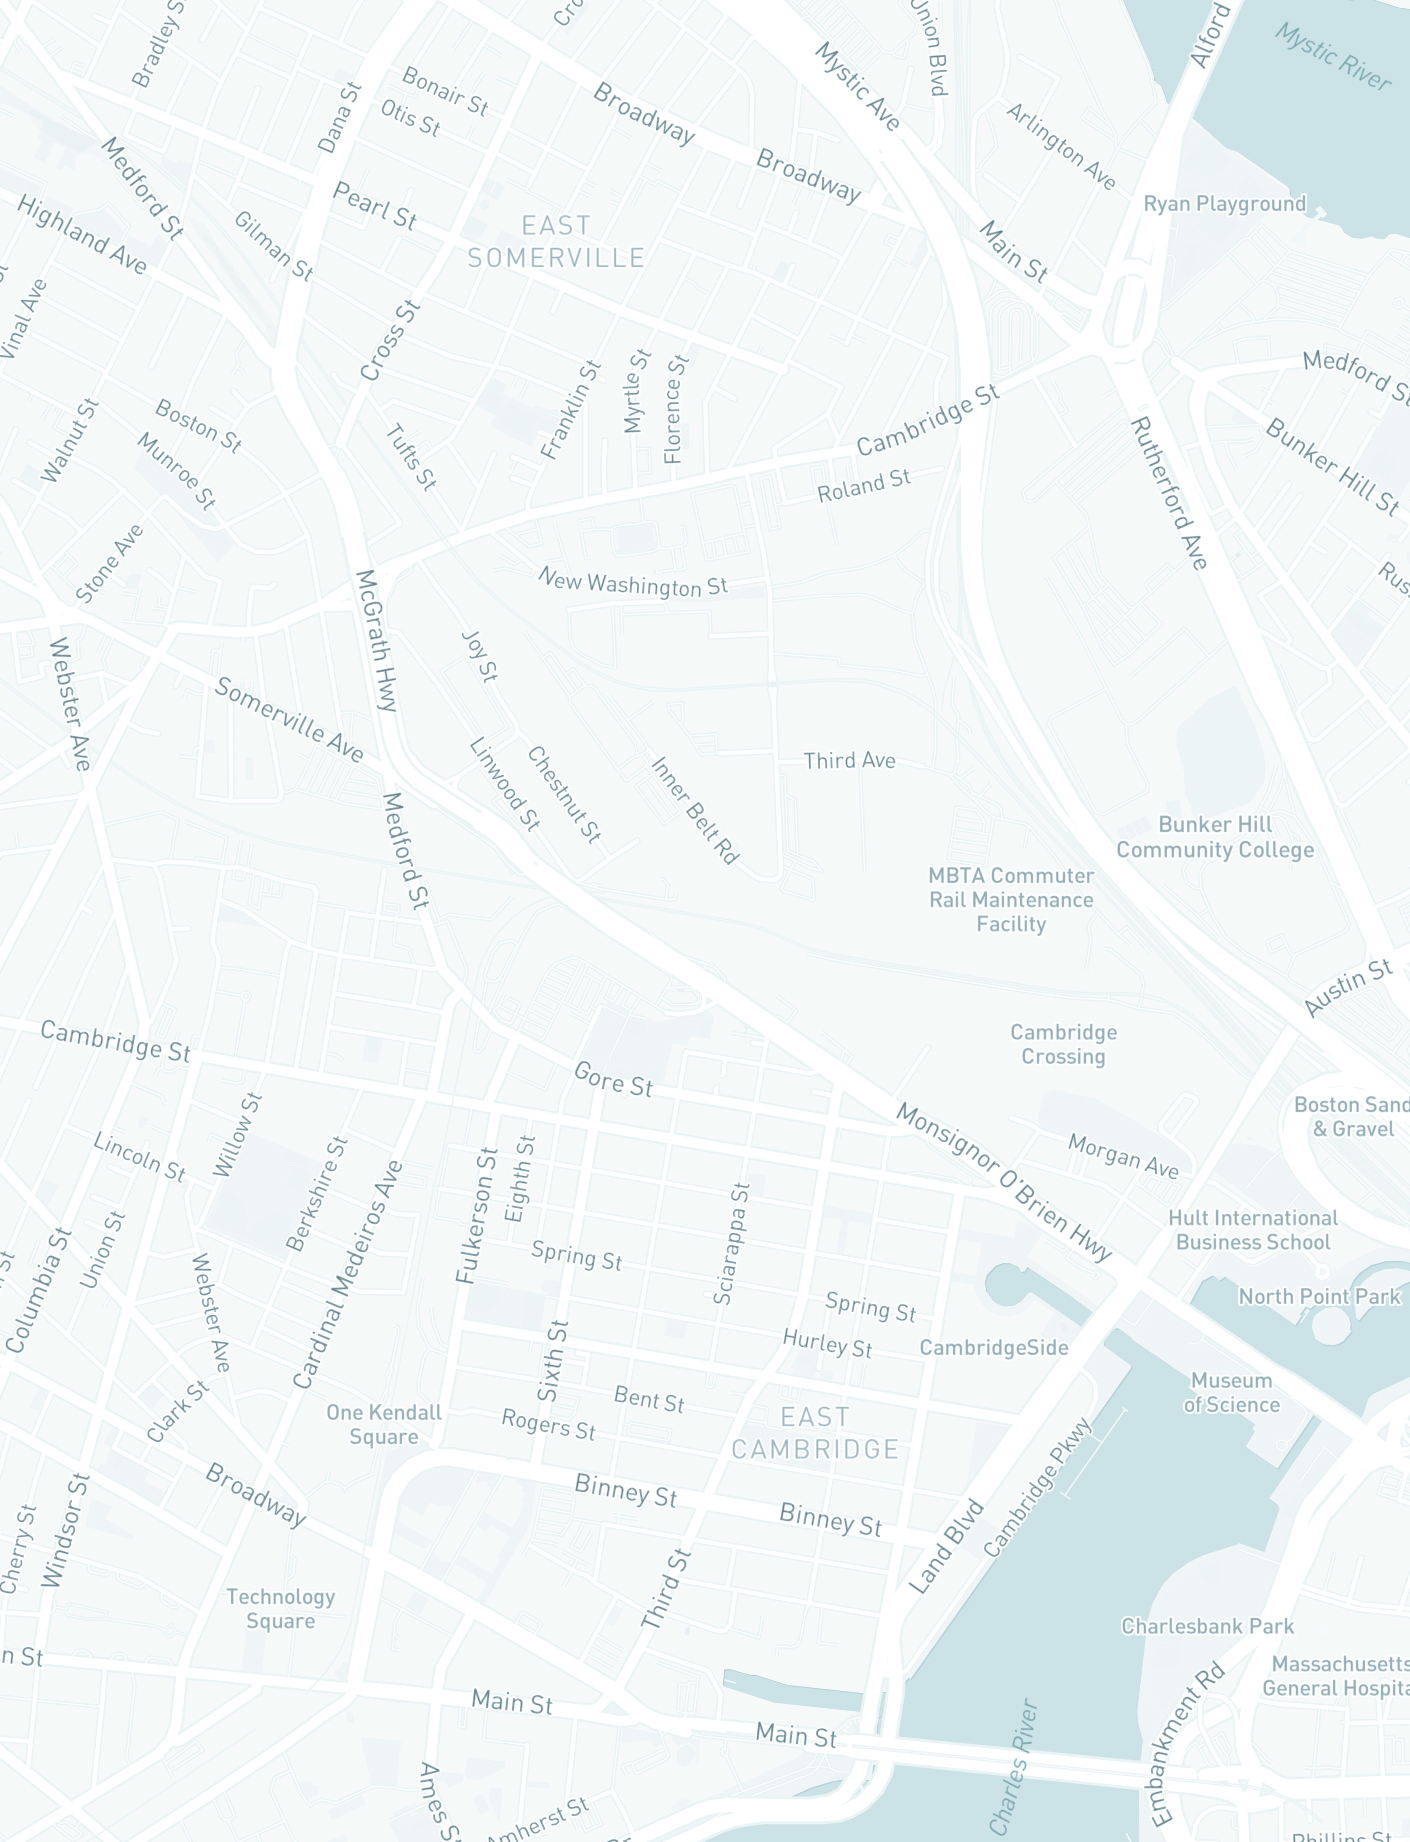 Bradley St
Union Blvd
Alford
Mystic River
Mystic Ave
Bonair St
Otis St
Dana St
Broadway
Broadway
Arlington Ave
Medford St
Pearl St
Highland Ave
Gilman St
Ryan Playground
EAST
SOMERVILLE
Main St
Vinal Ave
Cross St
Franklin St
Myrtle St
Florence St
Cambridge St
Medford St
Walnut St
Boston St
Munroe St
Tufts St
Roland St
Rutherford Ave
Bunker Hill St
Stone Ave
New Washington St
McGrath Hwy
Joy St
Webster Ave
Somerville Ave
Linwood St
Chestnut St
Inner Belt Rd
Third Ave
Medford St
Bunker Hill
Community College
MBTA Commuter
Rail Maintenance
Facility
Austin St
Cambridge St
Cambridge
Crossing
Gore St
Monsignor O'Brien Hwy
Boston Sand
& Gravel
Morgan Ave
Willow St
Lincoln St
Berkshire St
Cardinal Medeiros Ave
Fulkerson St
Eighth St
Sciarappa St
Hult International
Business School
Columbia St
Union St
Webster Ave
Spring St
Spring St
North Point Park
Sixth St
Hurley St
CambridgeSide
Museum
of Science
Clark St
One Kendall
Square
Bent St
Rogers St
EAST
CAMBRIDGE
Cambridge Pkwy
Broadway
Binney St
Binney St
Land Blvd
Cherry St
Windsor St
Technology
Square
Third St
Charlesbank Park
n St
Massachusetts
General Hospita
Main St
Main St
Embankment Rd
Charles River
Ames S
Amherst St
Phillips St